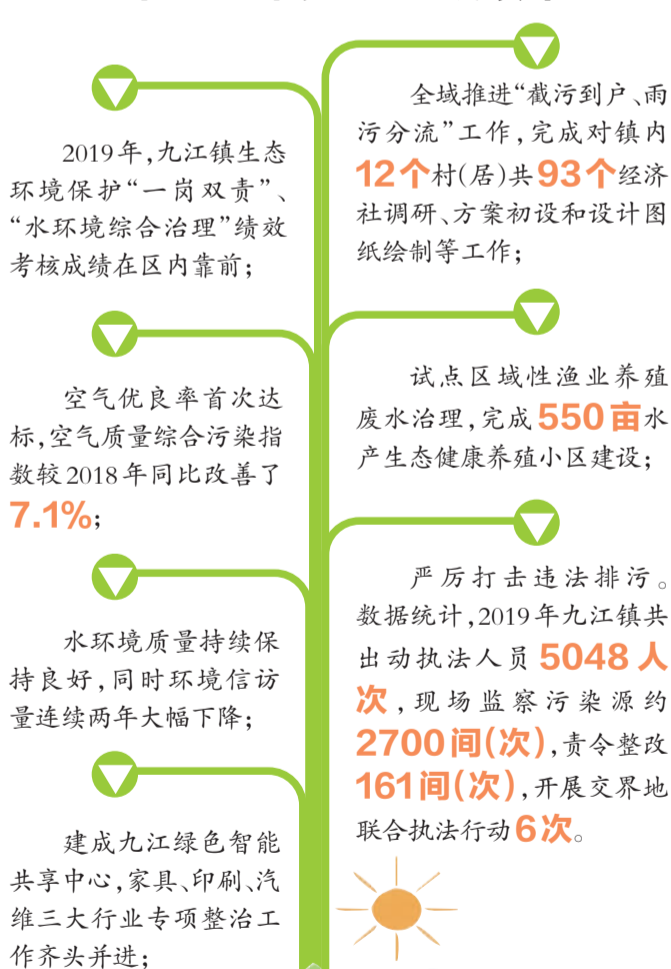 2019年,九江镇生态
环境保护“一岗双责”、
“水环境综合治理”绩效
考核成绩在区内靠前;
空气优良率首次达
标,空气质量综合污染指
数较2018年同比改善了
7.1%;
水环境质量持续保
持良好,同时环境信访
量连续两年大幅下降;
建成九江绿色智能
共享中心,家具、印刷、汽
维三大行业专项整治工
作齐头并进;
全域推进“截污到户、雨
污分流”工作,完成对镇内
12个村(居)共93个经济
社调研、方案初设和设计图
纸绘制等工作;
试点区域性渔业养殖
废水治理,完成550亩水
产生态健康养殖小区建设;
严厉打击违法排污。
数据统计,2019年九江镇共
出动执法人员5048人
次,现场监察污染源约
2700间(次),责令整改
161间(次),开展交界地
联合执法行动6次。